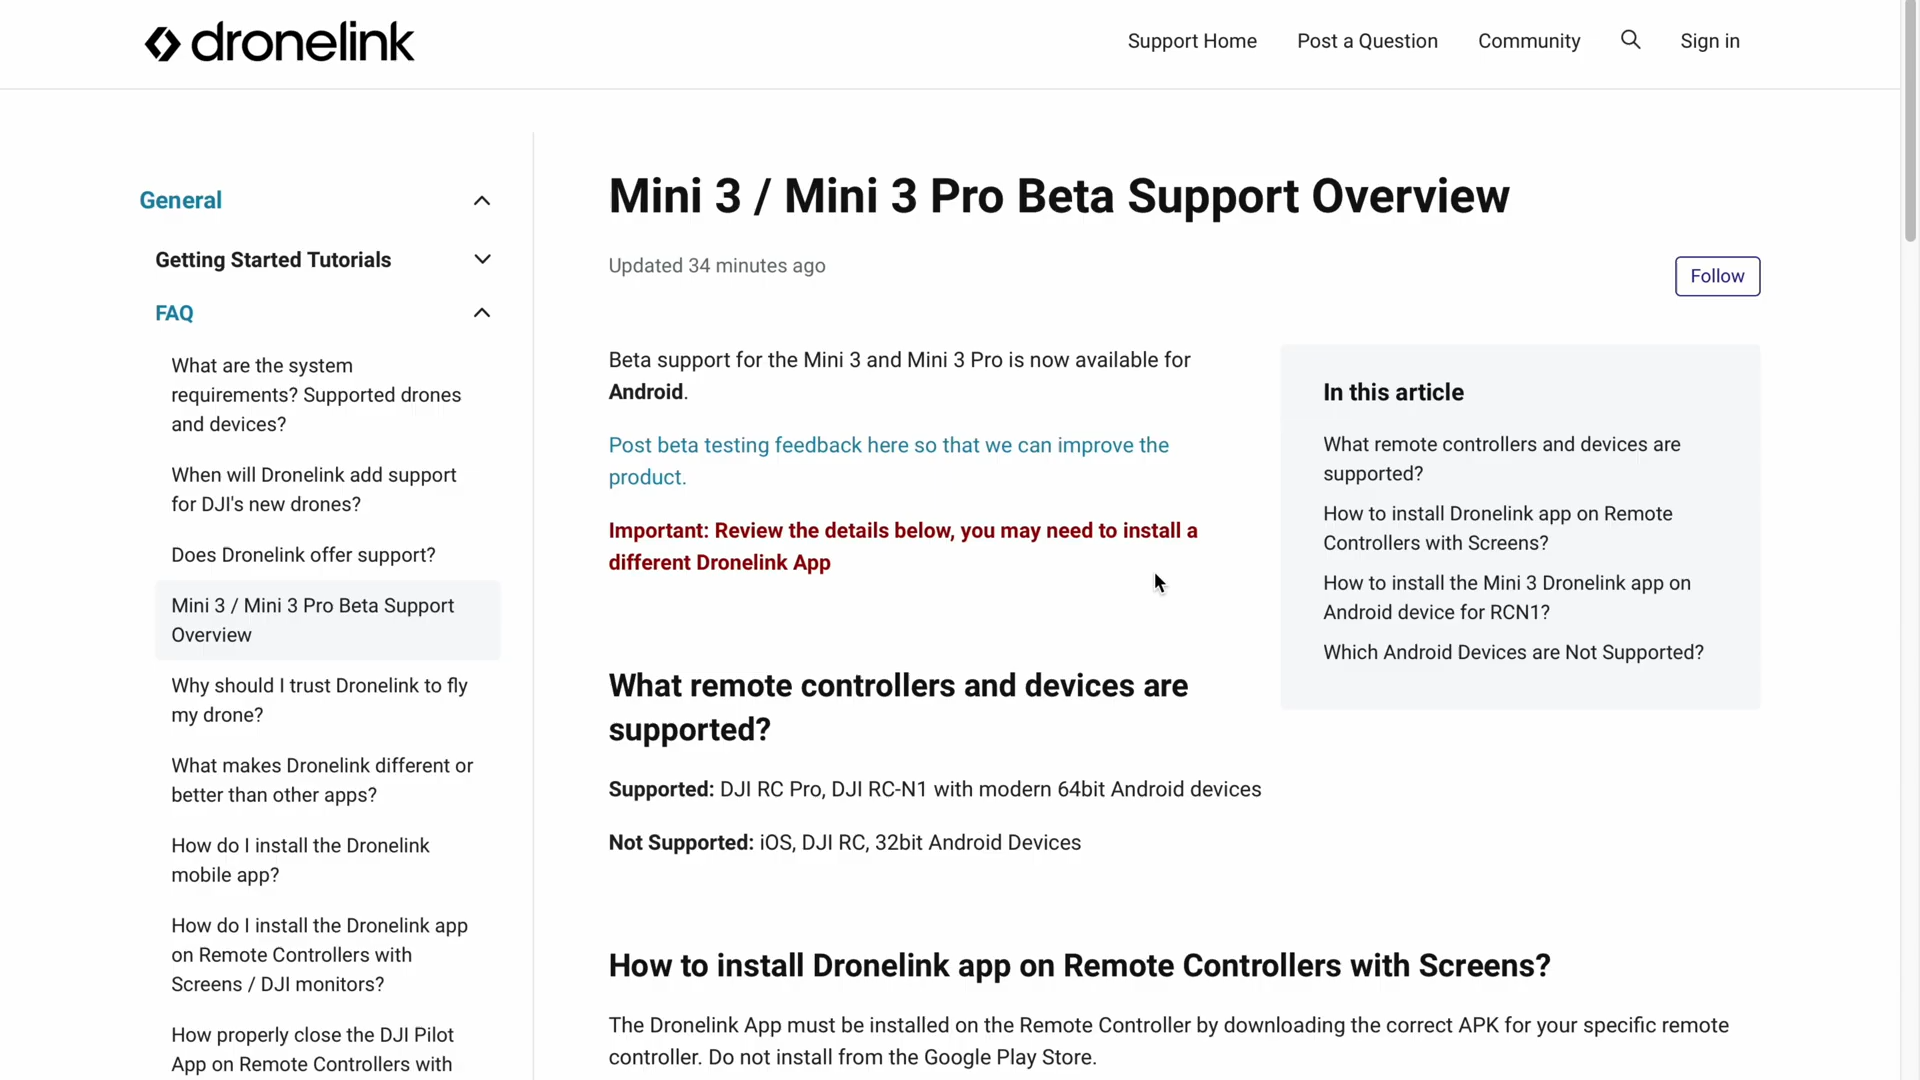 dronelink
Support Home
Post a Question
Community
Sign in
General
Getting Started Tutorials
FAQ
What are the system
requirements? Supported drones
and devices?
When will Dronelink add support
for DJI's new drones?
Does Dronelink offer support?
Mini 3 / Mini 3 Pro Beta Support
Overview
Why should I trust Dronelink to fly
my drone?
What makes Dronelink different or
better than other apps?
How do I install the Dronelink
mobile app?
How do I install the Dronelink app
on Remote Controllers with
Screens / DJI monitors?
How properly close the DJI Pilot
App on Remote Controllers with
Mini 3 / Mini 3 Pro Beta Support Overview
Updated 34 minutes ago
Follow
Beta support for the Mini 3 and Mini 3 Pro is now available for
Android.
Post beta testing feedback here so that we can improve the
product.
Important: Review the details below, you may need to install a
different Dronelink App
In this article
What remote controllers and devices are
supported?
How to install Dronelink app on Remote
Controllers with Screens?
How to install the Mini 3 Dronelink app on
Android device for RCN1?
Which Android Devices are Not Supported?
What remote controllers and devices are
supported?
Supported: DJI RC Pro, DJI RC-N1 with modern 64bit Android devices
Not Supported: iOS, DJI RC, 32bit Android Devices
How to install Dronelink app on Remote Controllers with Screens?
The Dronelink App must be installed on the Remote Controller by downloading the correct APK for your specific remote
controller. Do not install from the Google Play Store.